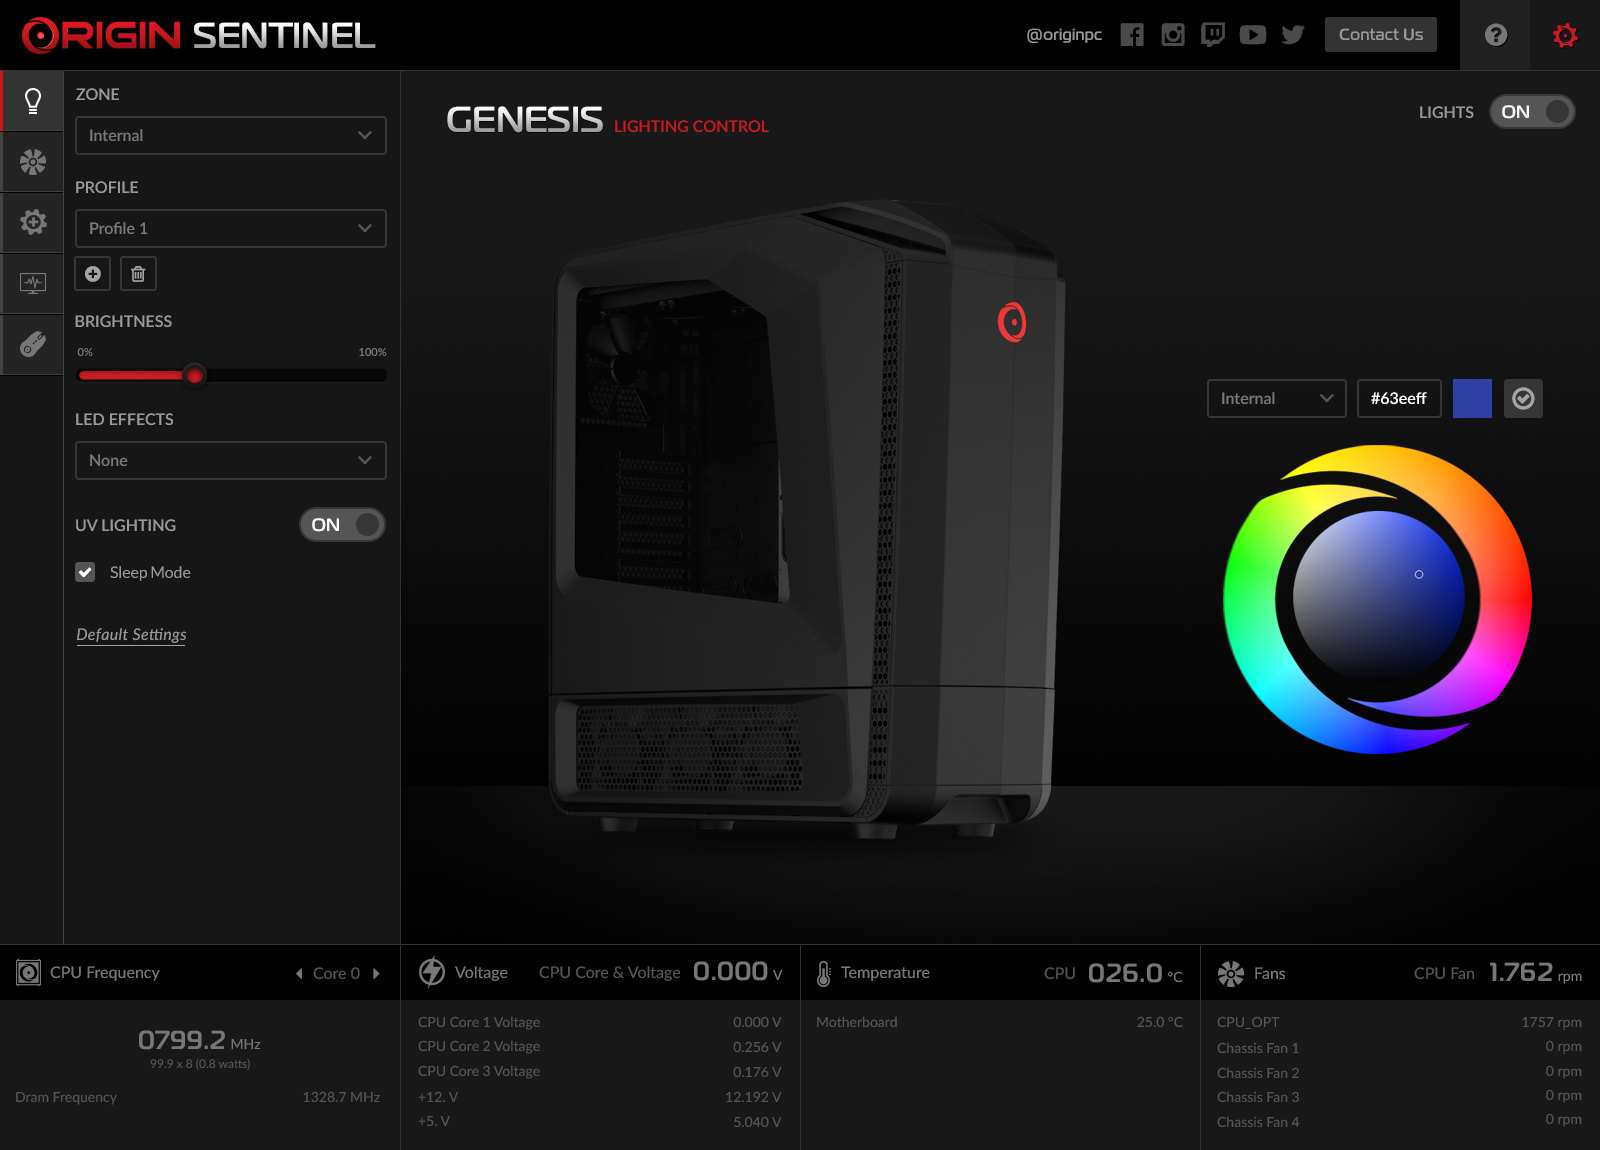 ORIGIN SENTINEL
@originpc
Contact Us
ZONE
Internal
PROFILE
Profile 1
BRIGHTNESS
0% 100%
LED EFFECTS
None
UV LIGHTING ON
Sleep Mode
Default Settings
GENESIS LIGHTING CONTROL
LIGHTS ON
Internal #63eeff
CPU Frequency Core 0
0799.2 MHz
99.9 x 8 (0.8 watts)
Dram Frequency 1328.7 MHz
Voltage CPU Core & Voltage 0.000 V
CPU Core 1 Voltage 0.000 V
CPU Core 2 Voltage 0.256 V
CPU Core 3 Voltage 0.176 V
+12. V 12.192 V
+5. V 5.040 V
Temperature CPU 026.0 °C
Motherboard 25.0 °C
Fans CPU Fan 1.762 rpm
CPU_OPT 1757 rpm
Chassis Fan 1 0 rpm
Chassis Fan 2 0 rpm
Chassis Fan 3 0 rpm
Chassis Fan 4 0 rpm